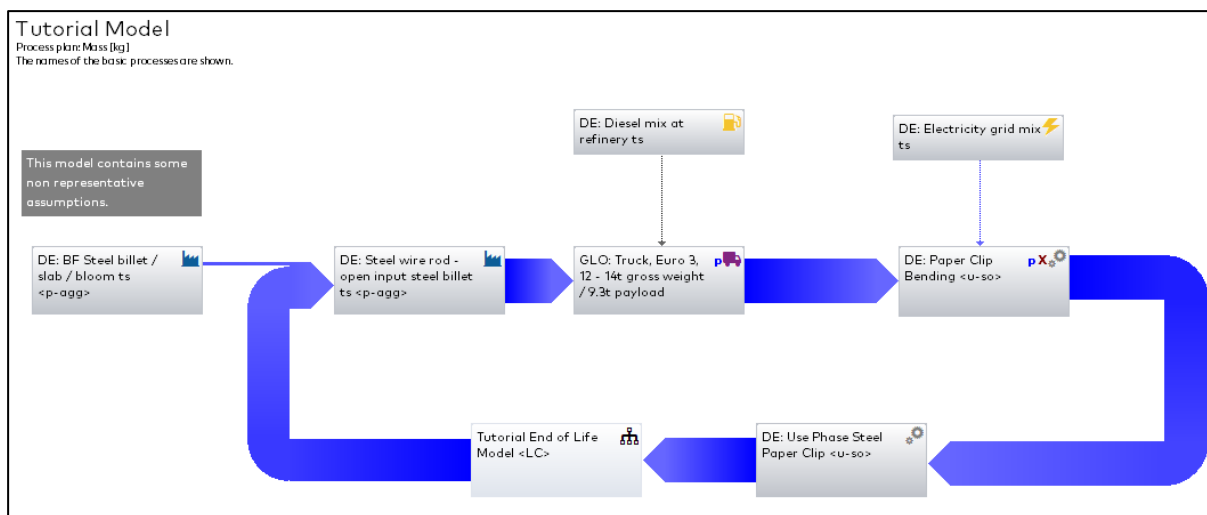 Tutorial Model
Process plan: Mass [kg]
The names of the basic processes are shown.
DE: Diesel mix at
refinery ts
DE: Electricity grid mix
ts
This model contains some
non representative
assumptions.
DE: BF Steel billet /
slab / bloom ts
<p-agg>
DE: Steel wire rod -
open input steel billet
ts <p-agg>
GLO: Truck, Euro 3,
12 - 14t gross weight
/ 9.3t payload
p
DE: Paper Clip
Bending <u-so>
pX
Tutorial End of Life
Model <LC>
DE: Use Phase Steel
Paper Clip <u-so>